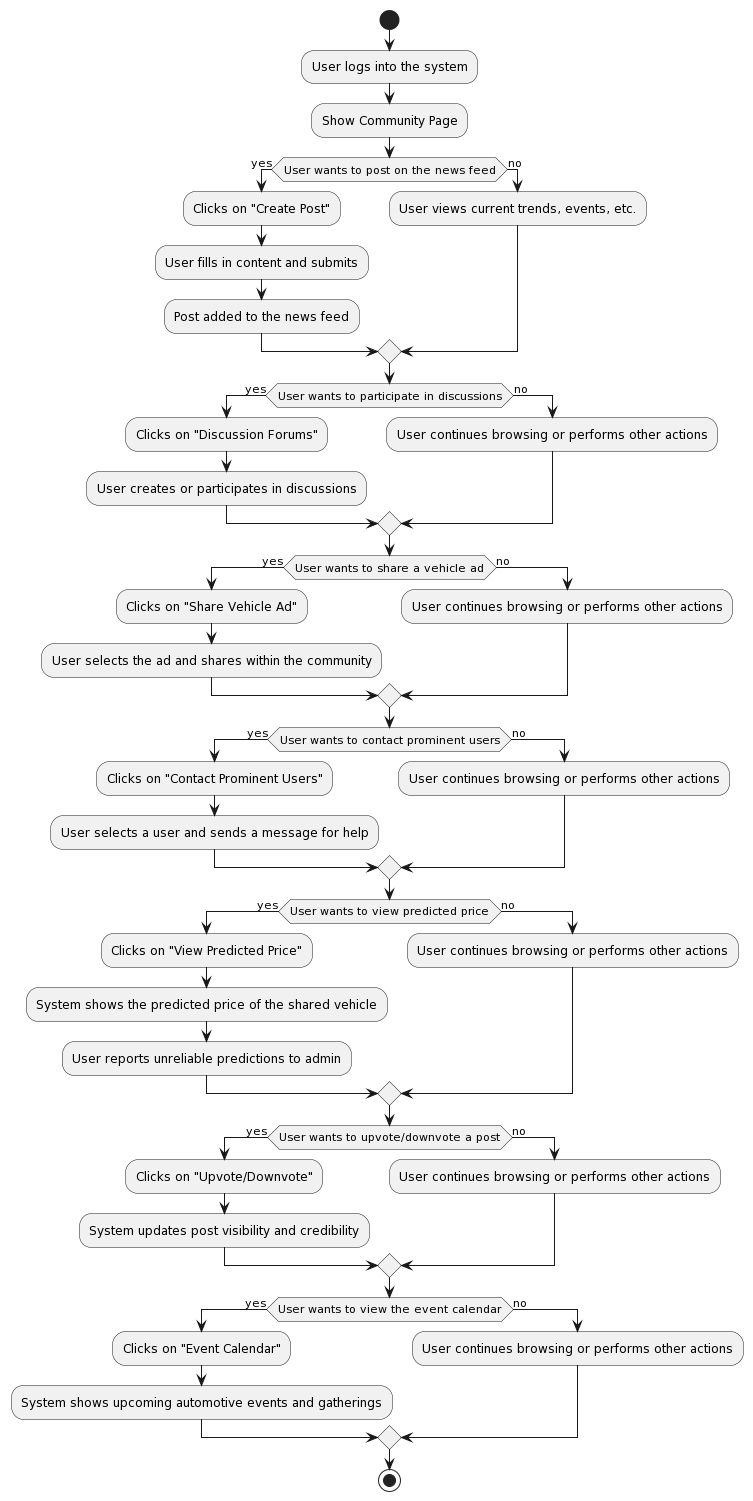 User logs into the system
Show Community Page
yes
User wants to post on the news feed
no
Clicks on "Create Post"
User views current trends, events, etc.
User fills in content and submits
Post added to the news feed
yes
User wants to participate in discussions
no
Clicks on "Discussion Forums"
User continues browsing or performs other actions
User creates or participates in discussions
yes
User wants to share a vehicle ad
no
Clicks on "Share Vehicle Ad"
User continues browsing or performs other actions
User selects the ad and shares within the community
yes
User wants to contact prominent users
no
Clicks on "Contact Prominent Users"
User continues browsing or performs other actions
User selects a user and sends a message for help
yes
User wants to view predicted price
no
Clicks on "View Predicted Price"
User continues browsing or performs other actions
System shows the predicted price of the shared vehicle
User reports unreliable predictions to admin
yes
User wants to upvote/downvote a post
no
Clicks on "Upvote/Downvote"
User continues browsing or performs other actions
System updates post visibility and credibility
yes
User wants to view the event calendar
no
Clicks on "Event Calendar"
User continues browsing or performs other actions
System shows upcoming automotive events and gatherings